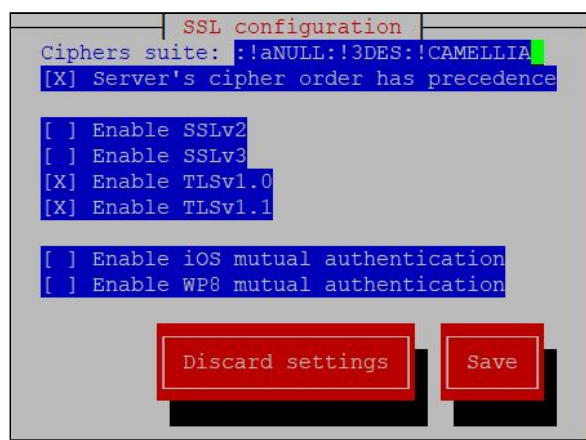 SSL configuration
Ciphers suite: :!aNULL:!3DES:!CAMELLIA
[X] Server's cipher order has precedence
[ ] Enable SSLv2
[ ] Enable SSLv3
[X] Enable TLSv1.0
[X] Enable TLSv1.1
[ ] Enable iOS mutual authentication
[ ] Enable WP8 mutual authentication
Discard settings Save